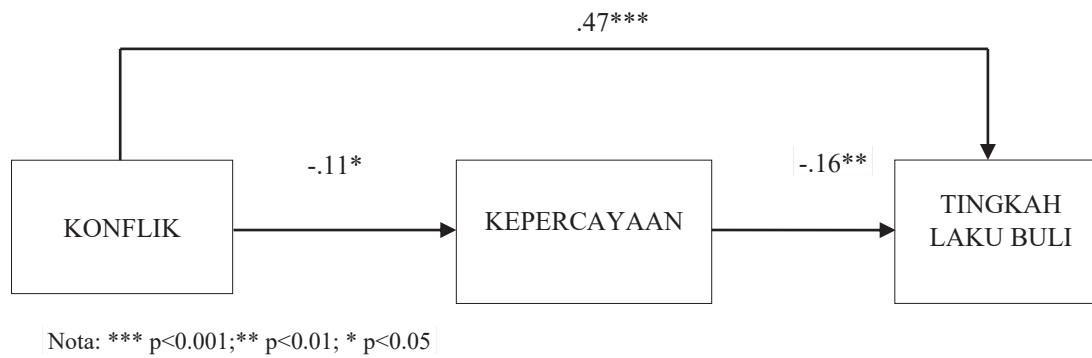 .47***
-.11*
-.16**
KONFLIK
KEPERCAYAAN
TINGKAH
LAKU BULI
Nota: *** p<0.001;** p<0.01; * p<0.05